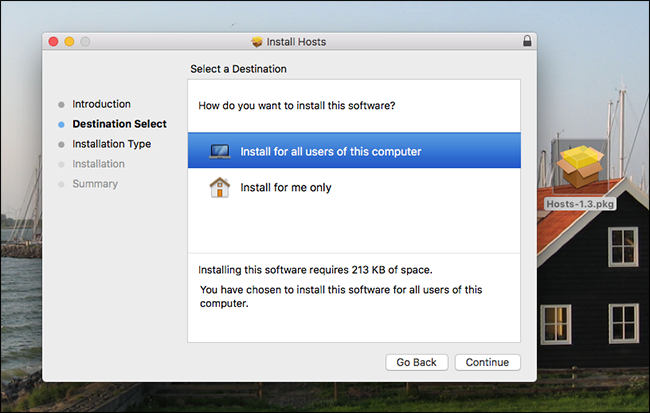 Install Hosts
Select a Destination
Introduction
Destination Select
Installation Type
Installation
Summary
How do you want to install this software?
Install for all users of this computer
Install for me only
Installing this software requires 213 KB of space.
You have chosen to install this software for all users of this
computer.
Go Back
Continue
Hosts-1.3.pkg